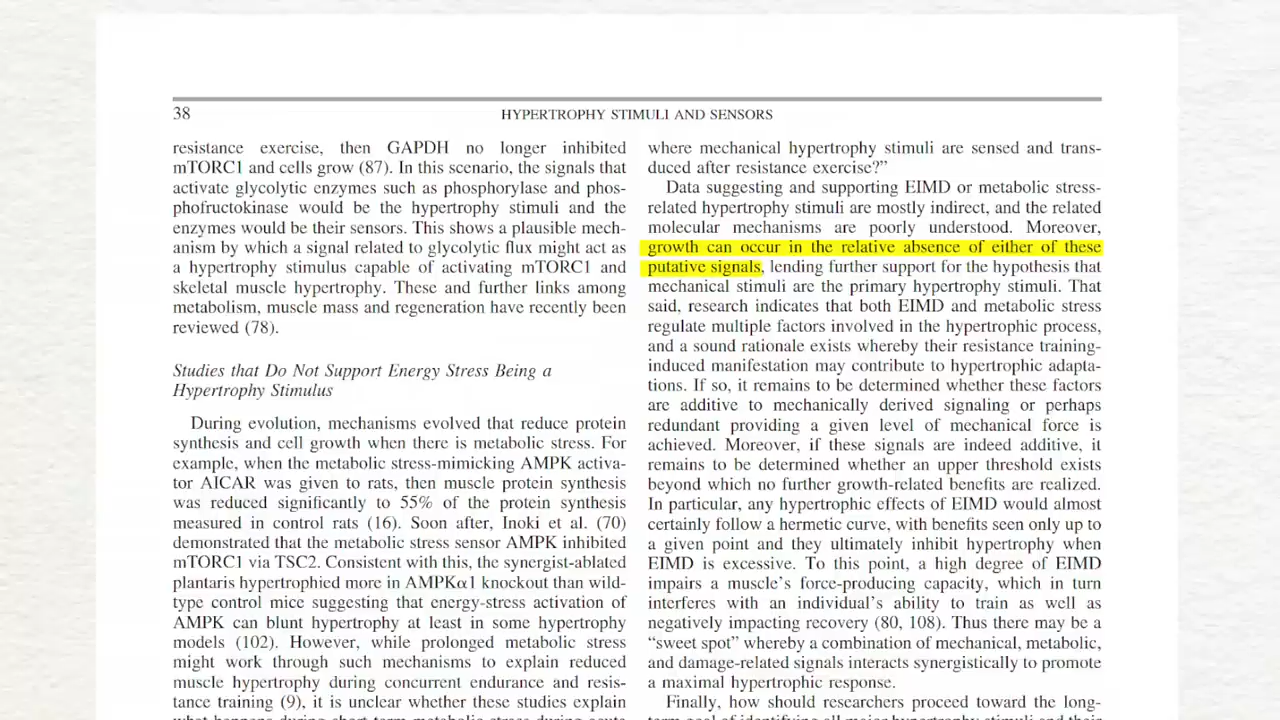 38
HYPERTROPHY STIMULI AND SENSORS
resistance exercise, then GAPDH no longer inhibited
mTORC1 and cells grow (87). In this scenario, the signals that
activate glycolytic enzymes such as phosphorylase and phos-
phofructokinase would be the hypertrophy stimuli and the
enzymes would be their sensors. This shows a plausible mech-
anism by which a signal related to glycolytic flux might act as
a hypertrophy stimulus capable of activating mTORC1 and
skeletal muscle hypertrophy. These and further links among
metabolism, muscle mass and regeneration have recently been
reviewed (78).
Studies that Do Not Support Energy Stress Being a
Hypertrophy Stimulus
During evolution, mechanisms evolved that reduce protein
synthesis and cell growth when there is metabolic stress. For
example, when the metabolic stress-mimicking AMPK activa-
tor AICAR was given to rats, then muscle protein synthesis
was reduced significantly to 55% of the protein synthesis
measured in control rats (16). Soon after, Inoki et al. (70)
demonstrated that the metabolic stress sensor AMPK inhibited
mTORC1 via TSC2. Consistent with this, the synergist-ablated
plantaris hypertrophied more in AMPKα1 knockout than wild-
type control mice suggesting that energy-stress activation of
AMPK can blunt hypertrophy at least in some hypertrophy
models (102). However, while prolonged metabolic stress
might work through such mechanisms to explain reduced
muscle hypertrophy during concurrent endurance and resis-
tance training (9), it is unclear whether these studies explain
what happens during short-term metabolic stress during acute
where mechanical hypertrophy stimuli are sensed and trans-
duced after resistance exercise?”
Data suggesting and supporting EIMD or metabolic stress-
related hypertrophy stimuli are mostly indirect, and the related
molecular mechanisms are poorly understood. Moreover,
growth can occur in the relative absence of either of these
putative signals, lending further support for the hypothesis that
mechanical stimuli are the primary hypertrophy stimuli. That
said, research indicates that both EIMD and metabolic stress
regulate multiple factors involved in the hypertrophic process,
and a sound rationale exists whereby their resistance training-
induced manifestation may contribute to hypertrophic adapta-
tions. If so, it remains to be determined whether these factors
are additive to mechanically derived signaling or perhaps
redundant providing a given level of mechanical force is
achieved. Moreover, if these signals are indeed additive, it
remains to be determined whether an upper threshold exists
beyond which no further growth-related benefits are realized.
In particular, any hypertrophic effects of EIMD would almost
certainly follow a hermetic curve, with benefits seen only up to
a given point and they ultimately inhibit hypertrophy when
EIMD is excessive. To this point, a high degree of EIMD
impairs a muscle’s force-producing capacity, which in turn
interferes with an individual’s ability to train as well as
negatively impacting recovery (80, 108). Thus there may be a
“sweet spot” whereby a combination of mechanical, metabolic,
and damage-related signals interacts synergistically to promote
a maximal hypertrophic response.
Finally, how should researchers proceed toward the long-
term goal of identifying all major hypertrophy stimuli and their